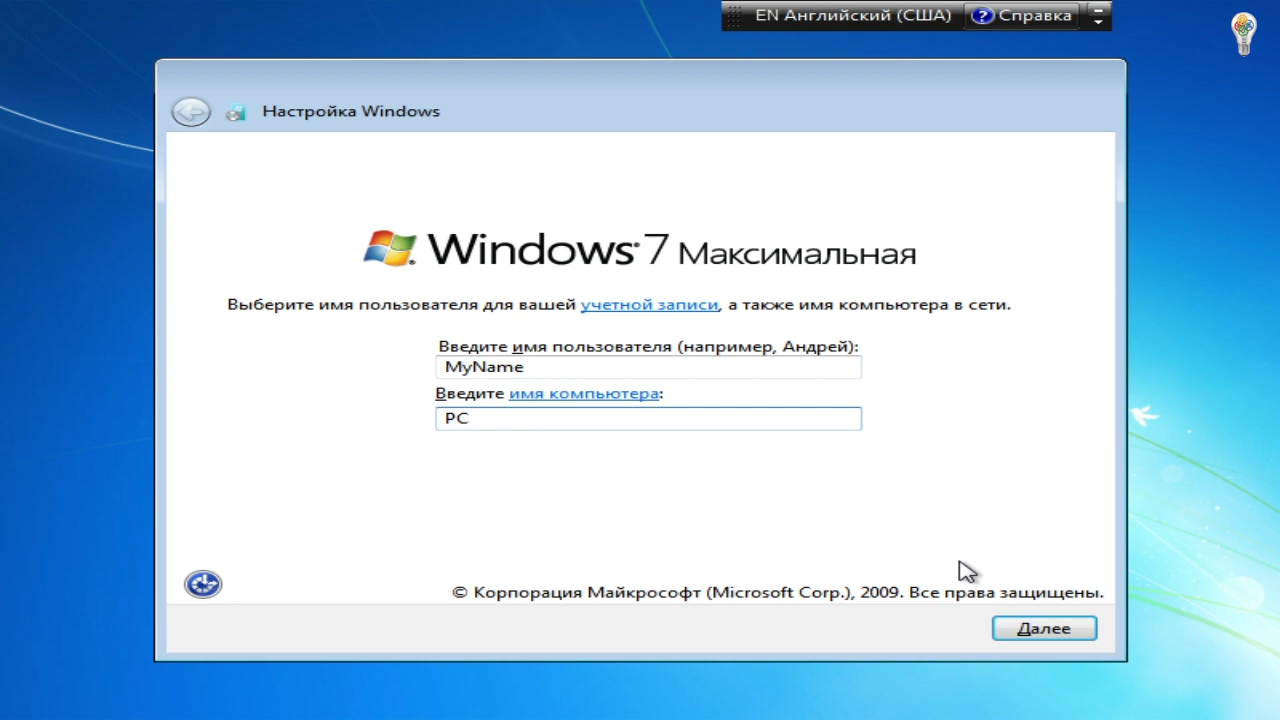 EN Английский (США) Справка
Настройка Windows
Windows 7 Максимальная
Выберите имя пользователя для вашей учетной записи, а также имя компьютера в сети.
Введите имя пользователя (например, Андрей):
MyName
Введите имя компьютера:
PC
© Корпорация Майкрософт (Microsoft Corp.), 2009. Все права защищены.
Далее